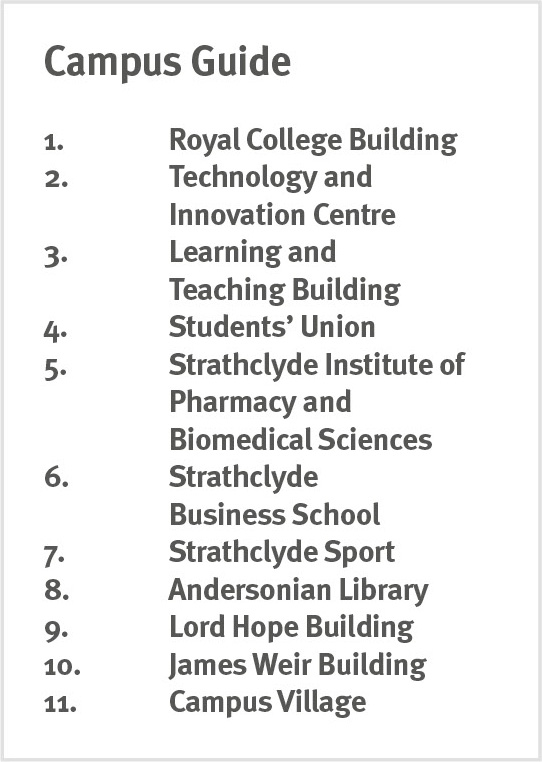 Campus Guide
1. Royal College Building
2. Technology and
Innovation Centre
3. Learning and
Teaching Building
4. Students’ Union
5. Strathclyde Institute of
Pharmacy and
Biomedical Sciences
6. Strathclyde
Business School
7. Strathclyde Sport
8. Andersonian Library
9. Lord Hope Building
10. James Weir Building
11. Campus Village